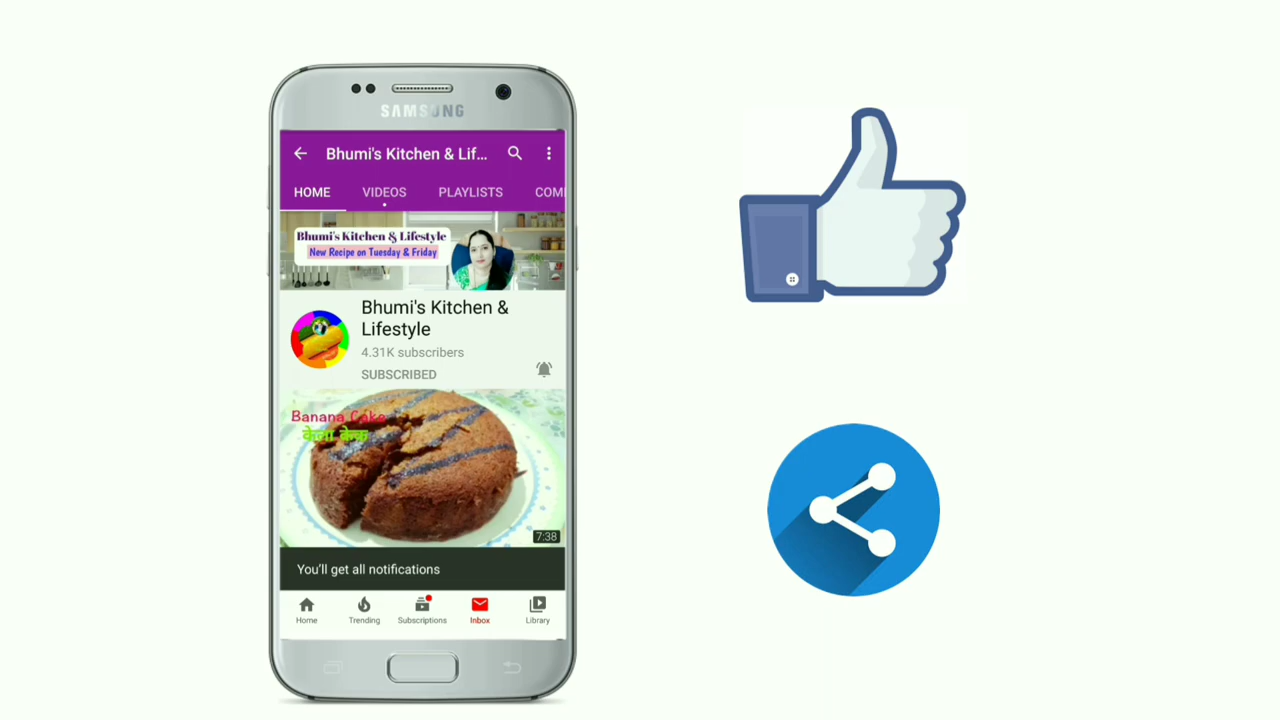 SAMSUNG
Bhumi's Kitchen & Lif...
HOME VIDEOS PLAYLISTS COM
Bhumi's Kitchen & Lifestyle
New Recipe on Tuesday & Friday
Bhumi's Kitchen &
Lifestyle
4.31K subscribers
SUBSCRIBED
Banana Cake
केला केक
7:38
You'll get all notifications
Home Trending Subscriptions Inbox Library